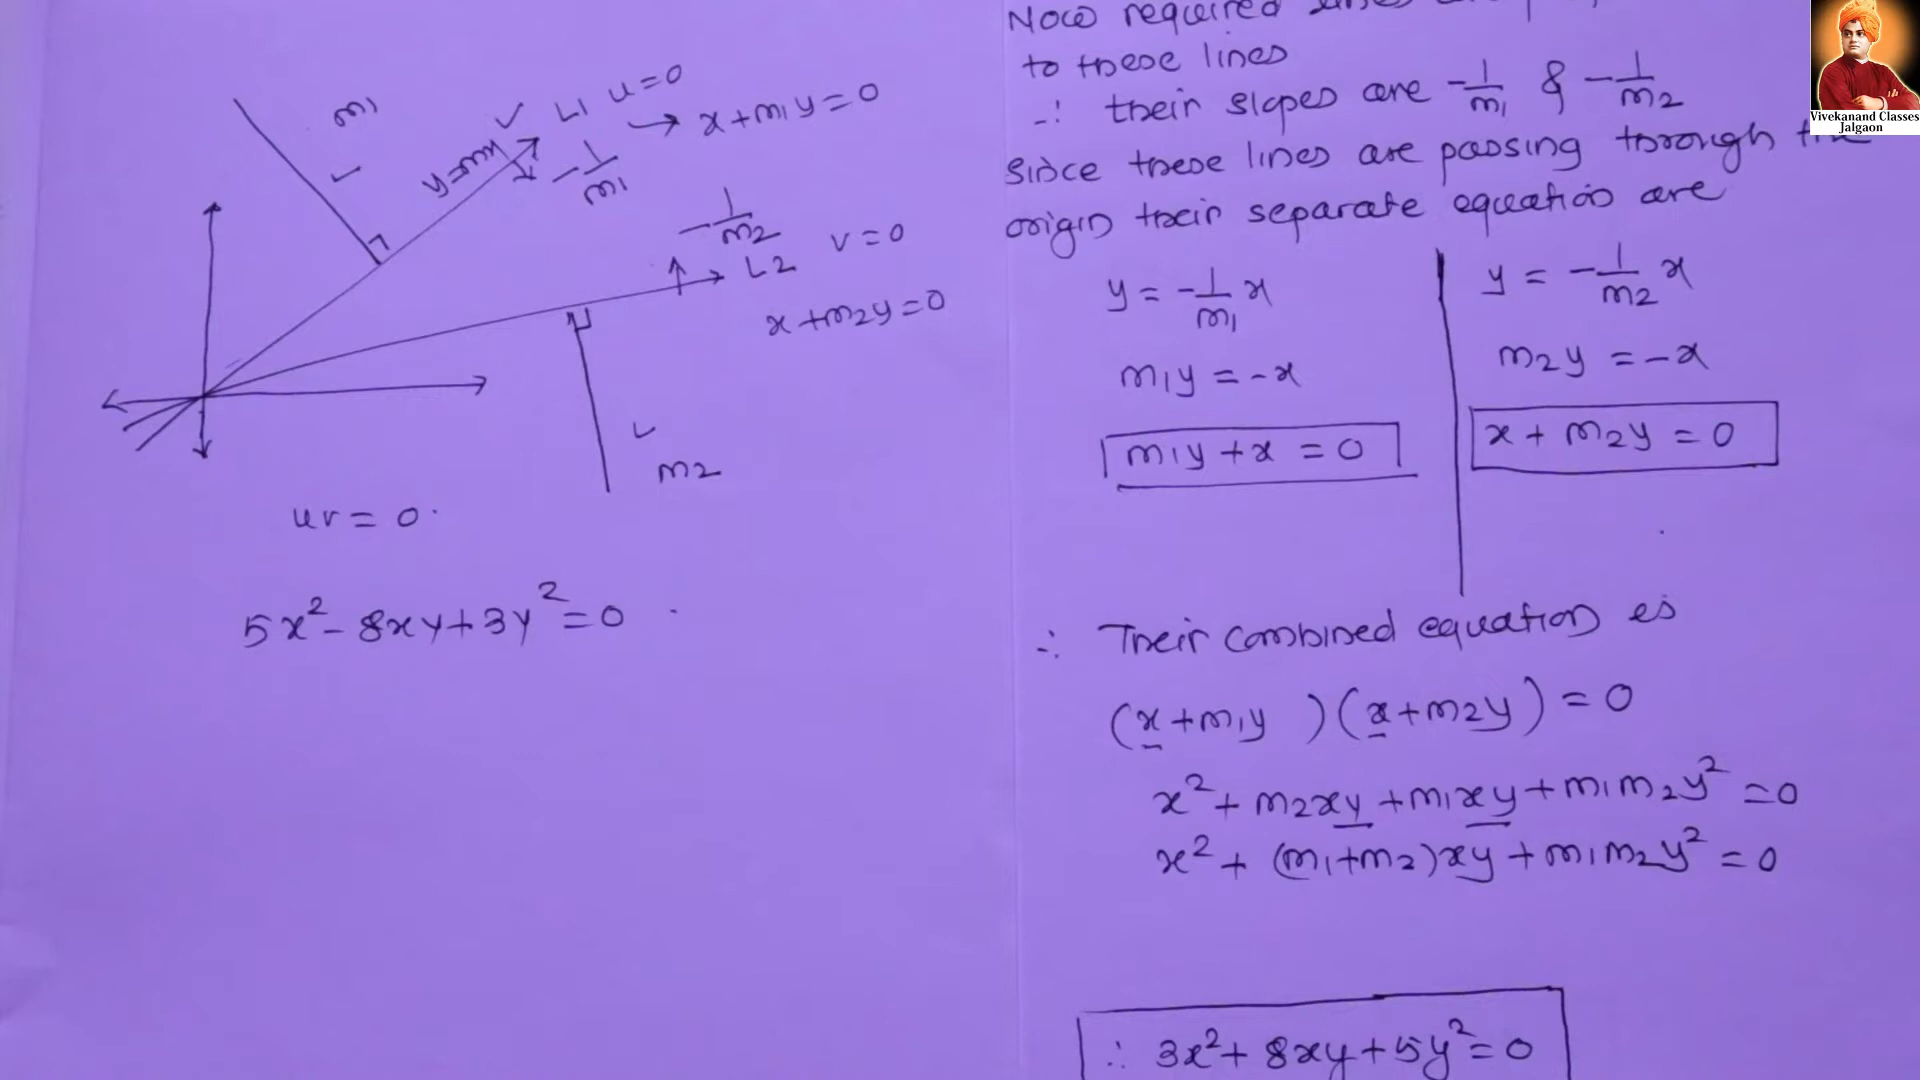 m1
y=mx
L1 u=0
-1/m1 → x+m1y=0
-1/m2
L2 v=0
x+m2y=0
m2
uv=0
5x²-8xy+3y²=0
Now required
to these lines
∴ their slopes are -1/m1 & -1/m2
Since these lines are passing through the
origin their separate equation are
y = -1/m1 x
m1y = -x
m1y + x = 0
y = -1/m2 x
m2y = -x
x + m2y = 0
∴ Their combined equation is
(x+m1y )(x+m2y) = 0
x² + m2xy + m1xy + m1m2y² = 0
x² + (m1+m2)xy + m1m2y² = 0
∴ 3x² + 8xy + 5y² = 0
Vivekanand Classes
Jalgaon